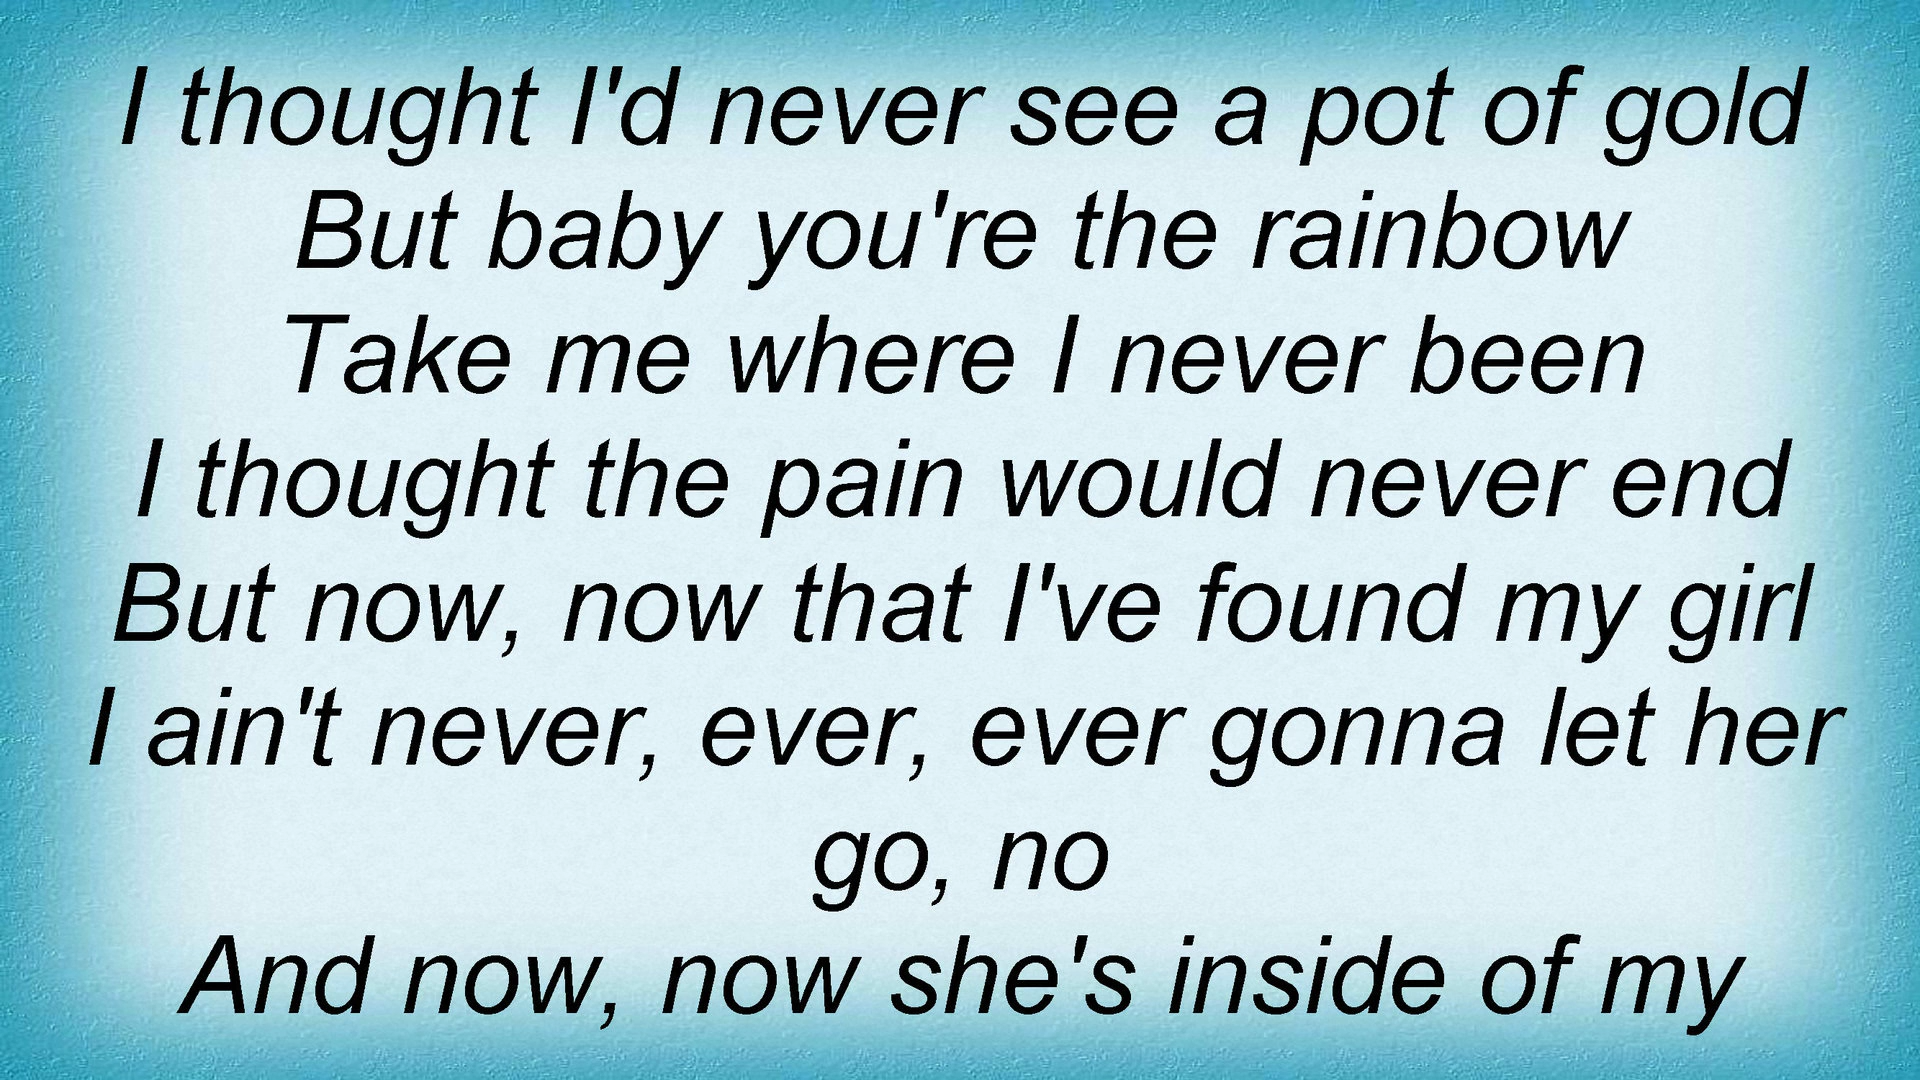 I thought I'd never see a pot of gold
But baby you're the rainbow
Take me where I never been
I thought the pain would never end
But now, now that I've found my girl
I ain't never, ever, ever gonna let her
go, no
And now, now she's inside of my